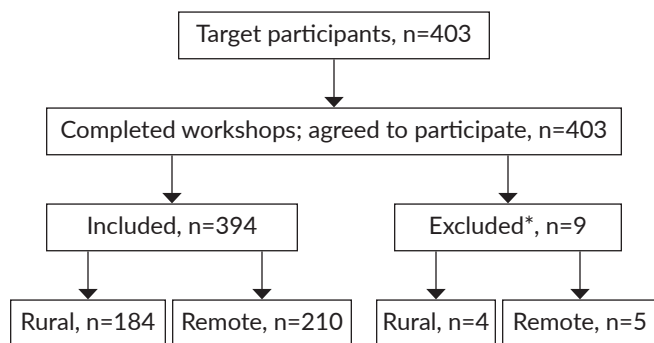 Target participants, n=403
Completed workshops; agreed to participate, n=403
Included, n=394
Excluded*, n=9
Rural, n=184
Remote, n=210
Rural, n=4
Remote, n=5